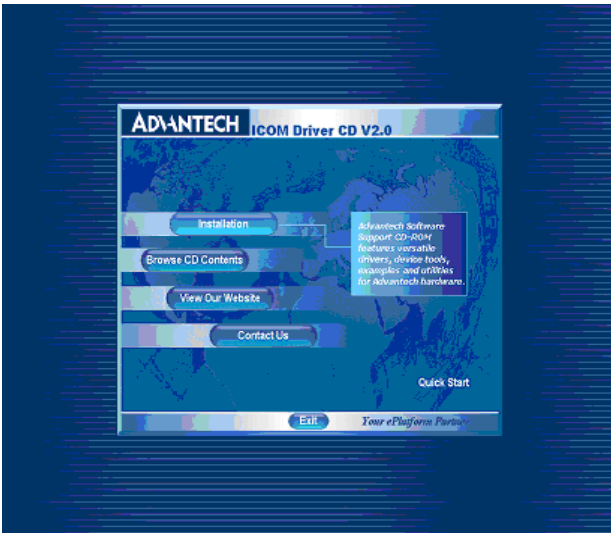 ADVANTECH ICOM Driver CD V2.0
Installation
Advantech Software
Support CD-ROM
features versatile
drivers, device tools,
examples and utilities
for Advantech hardware.
Browse CD Contents
View Our Website
Contact Us
Quick Start
Exit
Your ePlatform Partner